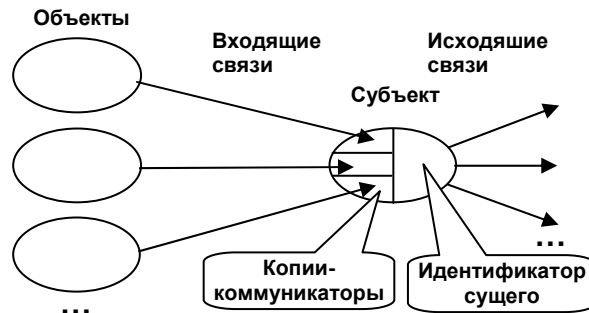 Объекты
Входящие
связи
Исходяшие
связи
Субъект
...
Копии-
коммуникаторы
Идентификатор
сущего
...